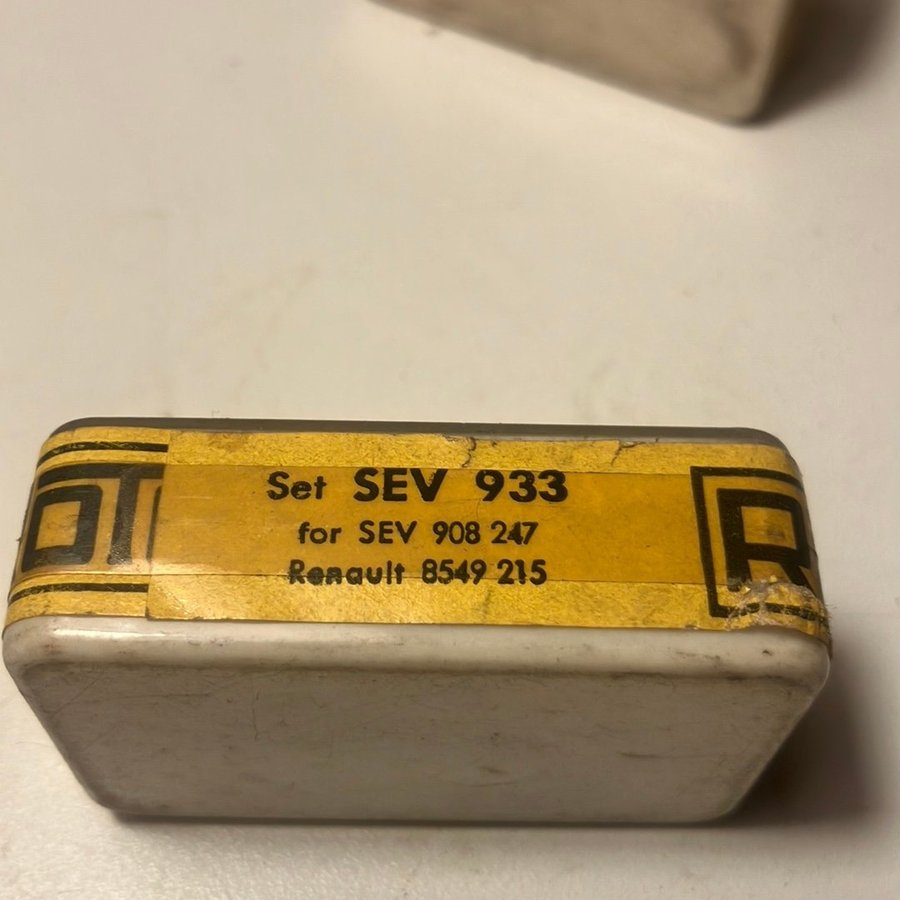 Set SEV 933
for SEV 908 247
Renault 8549 215